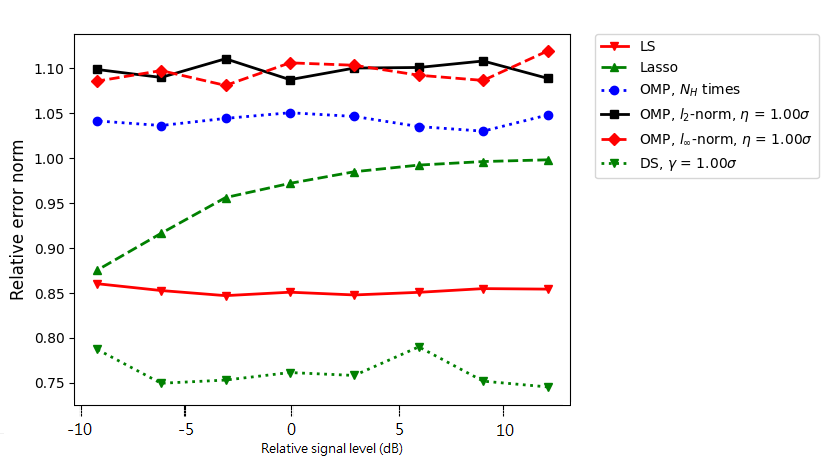 1.10
1.05
1.00
0.95
0.90
0.85
0.80
0.75
Relative error norm
-10 -5 0 5 10
Relative signal level (dB)
LS
Lasso
OMP, N_H times
OMP, l₂-norm, η = 1.00σ
OMP, l∞-norm, η = 1.00σ
DS, γ = 1.00σ